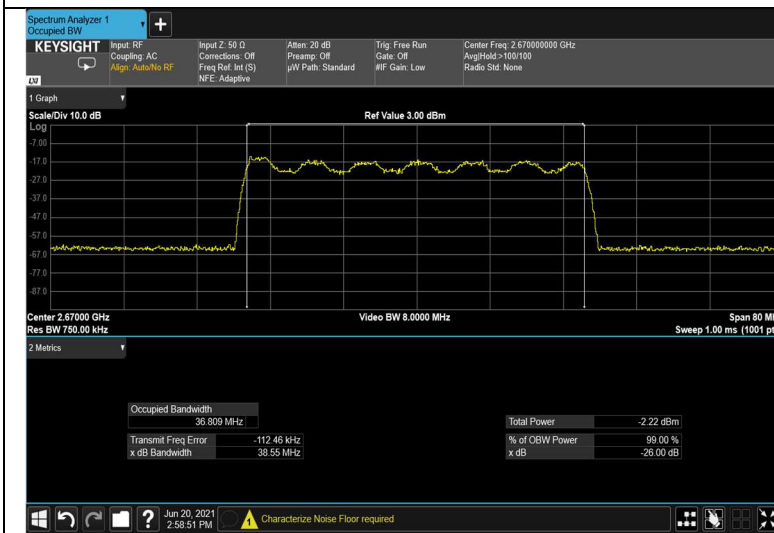 Spectrum Analyzer 1
Occupied BW
KEYSIGHT
LXI
Input: RF
Coupling: AC
Align: Auto/No RF
Input Z: 50 Ω
Corrections: Off
Freq Ref: Int (S)
NFE: Adaptive
Atten: 20 dB
Preamp: Off
µW Path: Standard
Trig: Free Run
Gate: Off
#IF Gain: Low
Center Freq: 2.670000000 GHz
Avg|Hold:>100/100
Radio Std: None
1 Graph
Scale/Div 10.0 dB
Ref Value 3.00 dBm
Log
-7.00
-17.0
-27.0
-37.0
-47.0
-57.0
-67.0
-77.0
-87.0
Center 2.67000 GHz
Video BW 8.0000 MHz
Span 80
Res BW 750.00 kHz
Sweep 1.00 ms (1001
2 Metrics
Occupied Bandwidth
36.809 MHz
Total Power -2.22 dBm
Transmit Freq Error -112.46 kHz
% of OBW Power 99.00 %
x dB Bandwidth 38.55 MHz
x dB -26.00 dB
Jun 20, 2021
2:58:51 PM
Characterize Noise Floor required